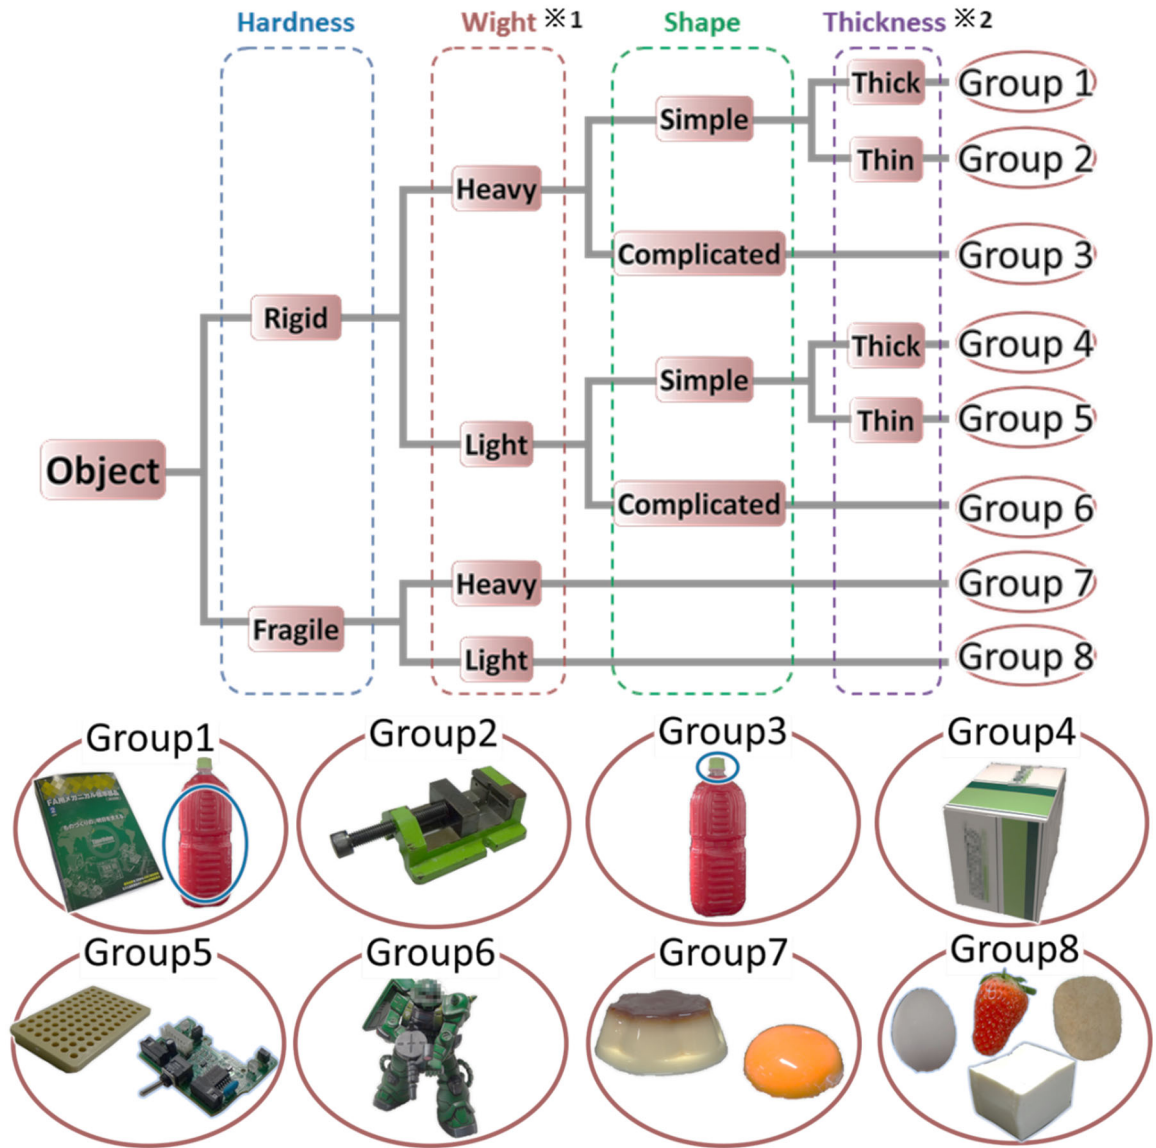 Hardness
Wight ※1
Shape
Thickness ※2
Thick
Group 1
Simple
Thin
Group 2
Heavy
Complicated
Group 3
Rigid
Thick
Group 4
Simple
Thin
Group 5
Light
Object
Complicated
Group 6
Heavy
Group 7
Fragile
Light
Group 8
Group1
Group2
Group3
Group4
Group5
Group6
Group7
Group8